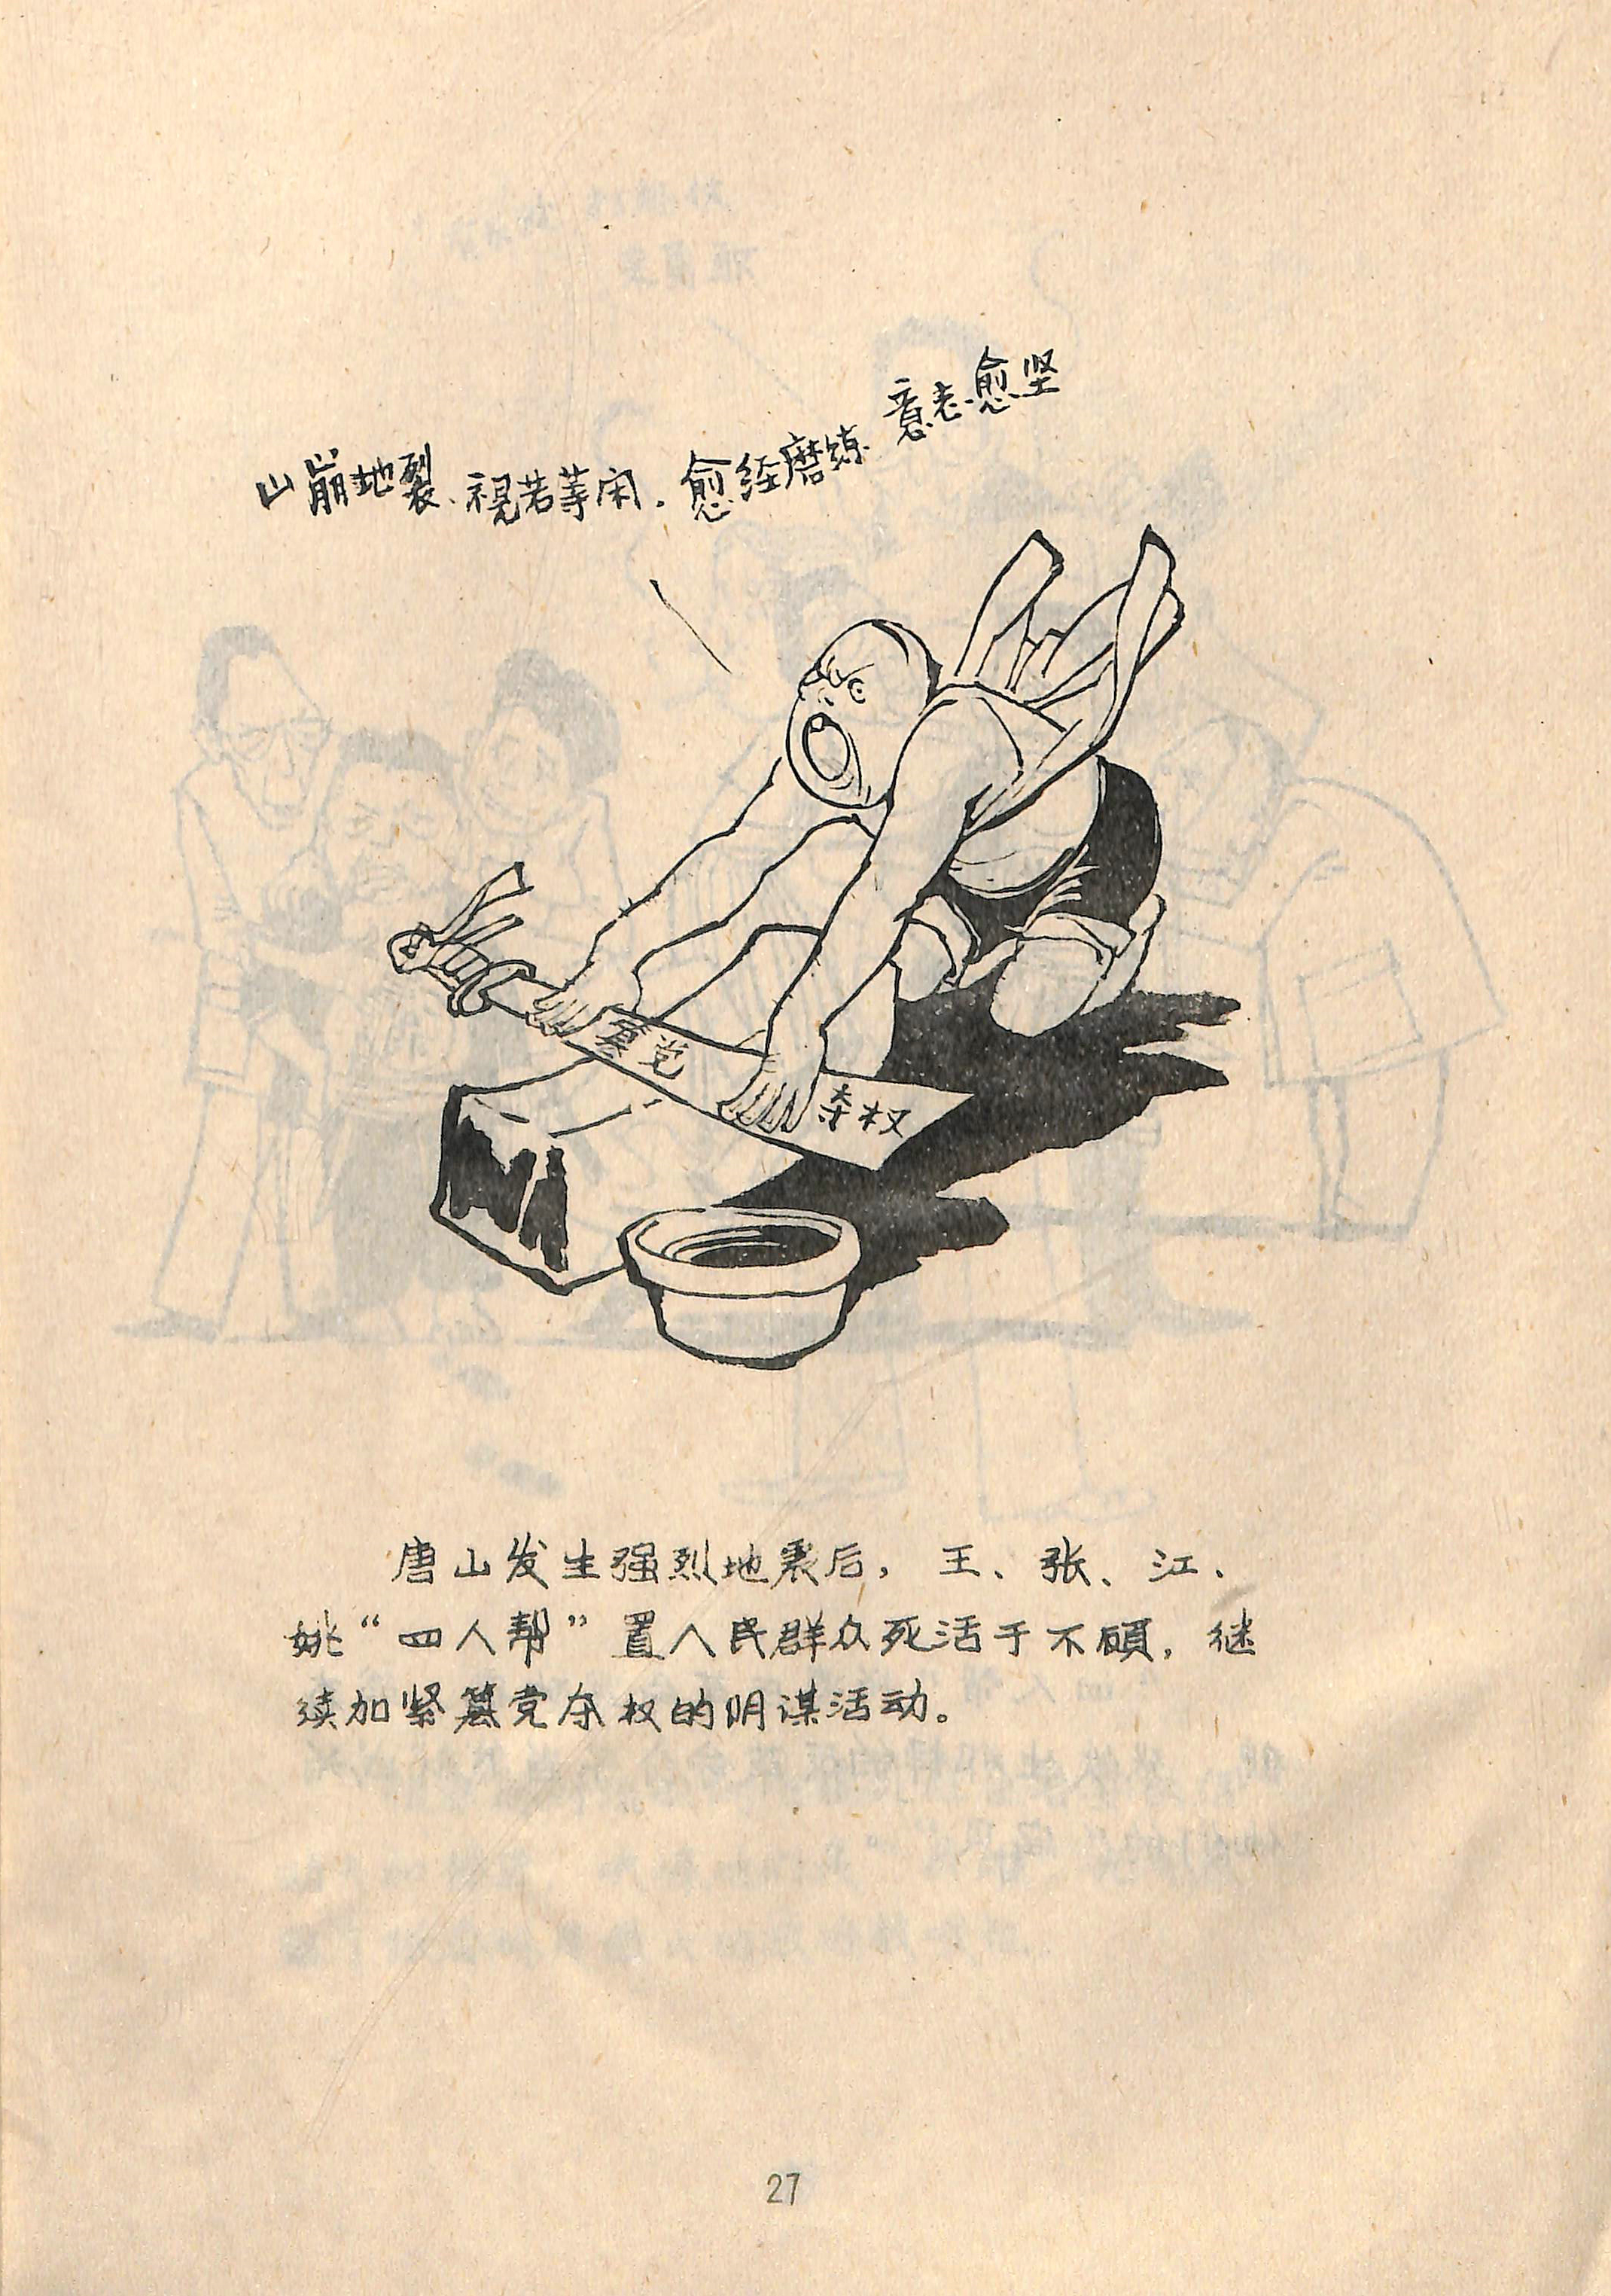 山崩地裂、视若等闲．愈经磨练 意志愈坚
篡党 夺权
唐山发生强烈地震后，王、张、江、
姚“四人帮”置人民群众死活于不顾，继
续加紧篡党夺权的阴谋活动。
27